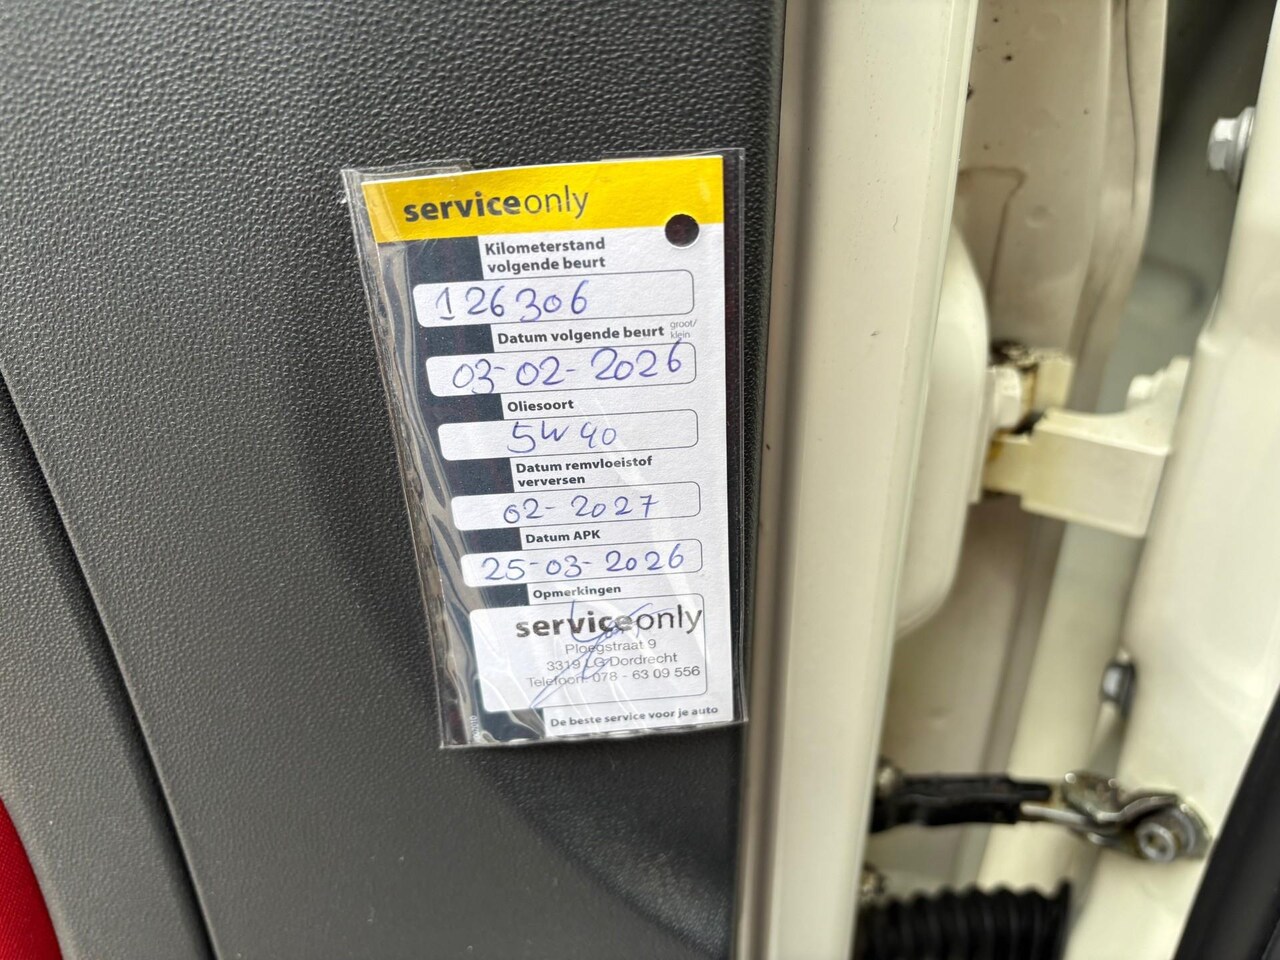 serviceonly
Kilometerstand
volgende beurt
126306
Datum volgende beurt groot/
klein
03-02-2026
Oliesoort
5W40
Datum remvloeistof
verversen
02-2027
Datum APK
25-03-2026
Opmerkingen
serviceonly
Ploegstraat 9
3319 LG Dordrecht
Telefoon: 078 - 63 09 556
De beste service voor je auto